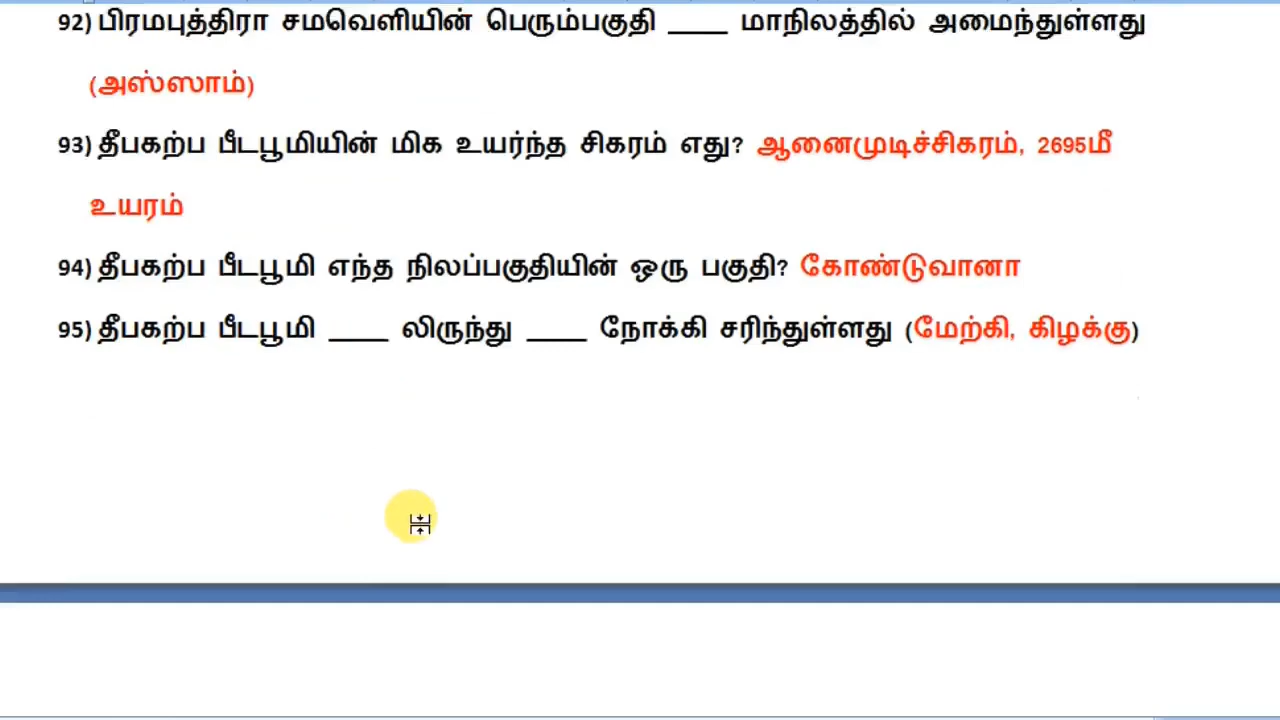 92) பிரமபுத்திரா சமவெளியின் பெரும்பகுதி ____ மாநிலத்தில் அமைந்துள்ளது
(அஸ்ஸாம்)
93) தீபகற்ப பீடபூமியின் மிக உயர்ந்த சிகரம் எது? ஆனைமுடிச்சிகரம், 2695மீ
உயரம்
94) தீபகற்ப பீடபூமி எந்த நிலப்பகுதியின் ஒரு பகுதி? கோண்டுவானா
95) தீபகற்ப பீடபூமி ____ லிருந்து ____ நோக்கி சரிந்துள்ளது (மேற்கி, கிழக்கு)